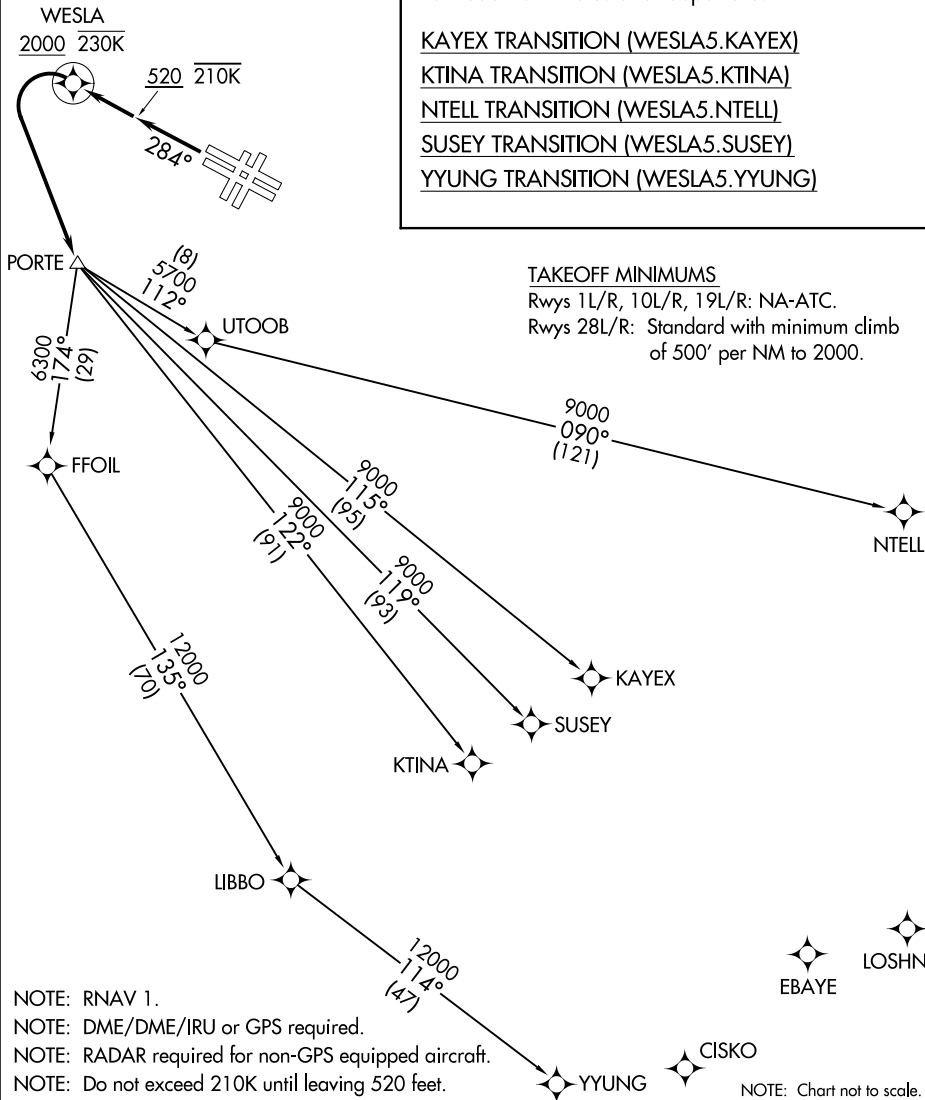 WESLA
2000 230K
520 210K
284°
KAYEX TRANSITION (WESLA5.KAYEX)
KTINA TRANSITION (WESLA5.KTINA)
NTELL TRANSITION (WESLA5.NTELL)
SUSEY TRANSITION (WESLA5.SUSEY)
YYUNG TRANSITION (WESLA5.YYUNG)
TAKEOFF MINIMUMS
Rwys 1L/R, 10L/R, 19L/R: NA-ATC.
Rwys 28L/R: Standard with minimum climb
of 500' per NM to 2000.
PORTE
(8)
5700
112°
UTOOB
6300
174°
(29)
FFOIL
9000
090°
(121)
NTELL
9000
115°
(95)
9000
122°
(91)
9000
119°
(93)
KAYEX
SUSEY
KTINA
12000
135°
(70)
LIBBO
12000
114°
(47)
LOSHN
EBAYE
CISKO
YYUNG
NOTE: RNAV 1.
NOTE: DME/DME/IRU or GPS required.
NOTE: RADAR required for non-GPS equipped aircraft.
NOTE: Do not exceed 210K until leaving 520 feet.
NOTE: Chart not to scale.